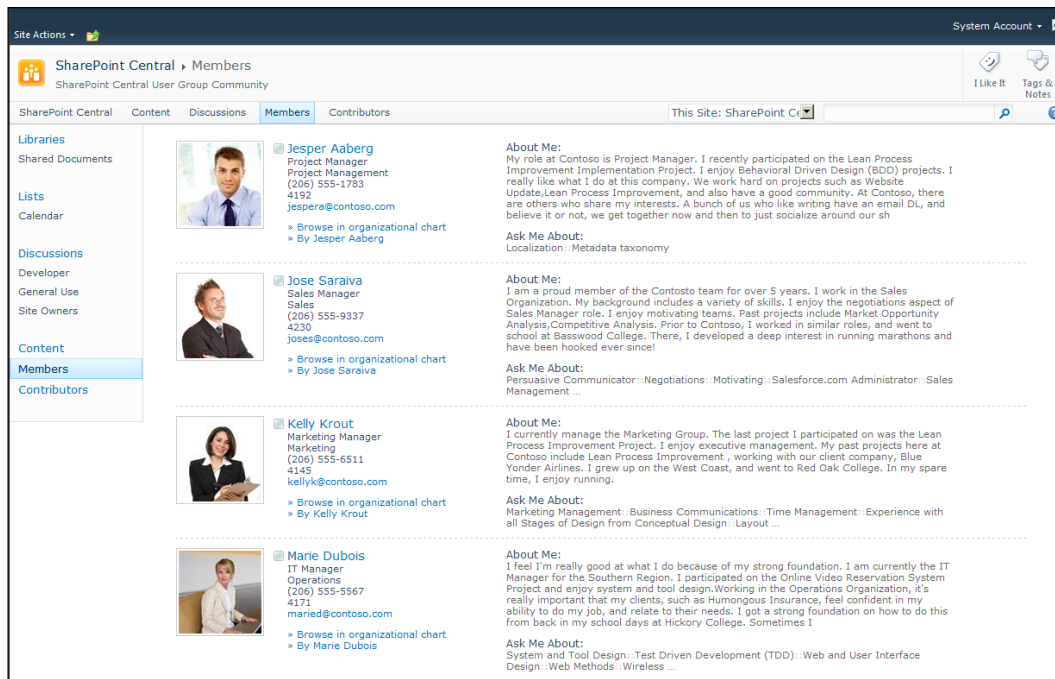 System Account
Site Actions
SharePoint Central ▸ Members
SharePoint Central User Group Community
I Like It
Tags &
Notes
SharePoint Central Content Discussions Members Contributors
This Site: SharePoint Ce
Libraries
Shared Documents
Lists
Calendar
Discussions
Developer
General Use
Site Owners
Content
Members
Contributors
Jesper Aaberg
Project Manager
Project Management
(206) 555-1783
4192
jespera@contoso.com
» Browse in organizational chart
» By Jesper Aaberg
About Me:
My role at Contoso is Project Manager. I recently participated on the Lean Process
Improvement Implementation Project. I enjoy Behavioral Driven Design (BDD) projects. I
really like what I do at this company. We work hard on projects such as Website
Update,Lean Process Improvement, and also have a good community. At Contoso, there
are others who share my interests. A bunch of us who like writing have an email DL, and
believe it or not, we get together now and then to just socialize around our sh
Ask Me About:
Localization::Metadata taxonomy
Jose Saraiva
Sales Manager
Sales
(206) 555-9337
4230
joses@contoso.com
» Browse in organizational chart
» By Jose Saraiva
About Me:
I am a proud member of the Contosto team for over 5 years. I work in the Sales
Organization. My background includes a variety of skills. I enjoy the negotiations aspect of
Sales Manager role. I enjoy motivating teams. Past projects include Market Opportunity
Analysis,Competitive Analysis. Prior to Contoso, I worked in similar roles, and went to
school at Basswood College. There, I developed a deep interest in running marathons and
have been hooked ever since!
Ask Me About:
Persuasive Communicator::Negotiations::Motivating::Salesforce.com Administrator::Sales
Management ...
Kelly Krout
Marketing Manager
Marketing
(206) 555-6511
4145
kellyk@contoso.com
» Browse in organizational chart
» By Kelly Krout
About Me:
I currently manage the Marketing Group. The last project I participated on was the Lean
Process Improvement Project. I enjoy executive management. My past projects here at
Contoso include Lean Process Improvement , working with our client company, Blue
Yonder Airlines. I grew up on the West Coast, and went to Red Oak College. In my spare
time, I enjoy running.
Ask Me About:
Marketing Management::Business Communications::Time Management::Experience with
all Stages of Design from Conceptual Design::Layout ...
Marie Dubois
IT Manager
Operations
(206) 555-5567
4171
maried@contoso.com
» Browse in organizational chart
» By Marie Dubois
About Me:
I feel I'm really good at what I do because of my strong foundation. I am currently the IT
Manager for the Southern Region. I participated on the Online Video Reservation System
Project and enjoy system and tool design.Working in the Operations Organization, it's
really important that my clients, such as Humongous Insurance, feel confident in my
ability to do my job, and relate to their needs. I got a strong foundation on how to do this
from back in my school days at Hickory College. Sometimes I
Ask Me About:
System and Tool Design::Test Driven Development (TDD)::Web and User Interface
Design::Web Methods::Wireless ...